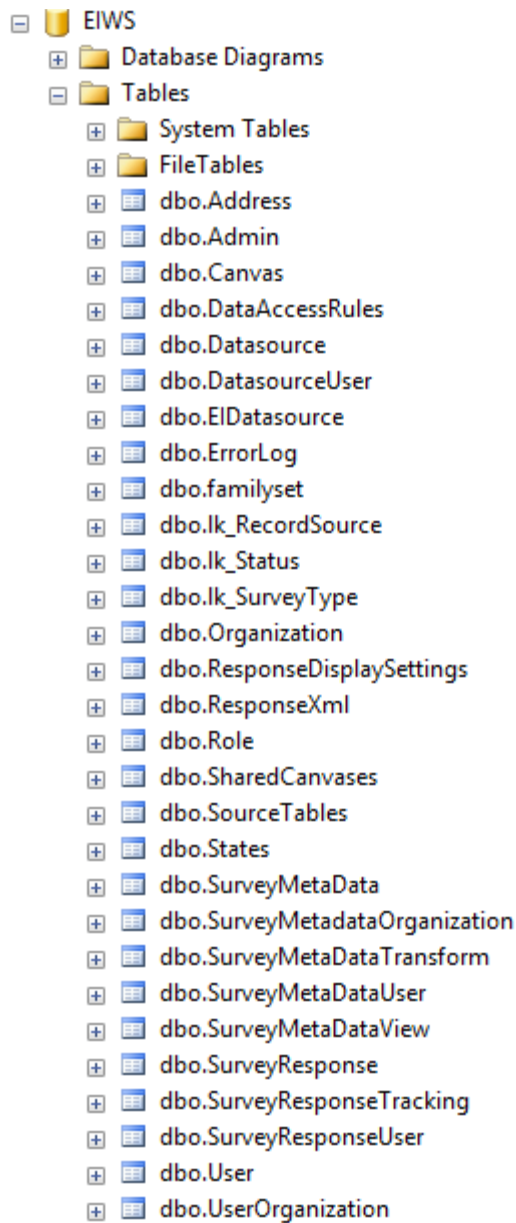 EIWS
Database Diagrams
Tables
System Tables
FileTables
dbo.Address
dbo.Admin
dbo.Canvas
dbo.DataAccessRules
dbo.Datasource
dbo.DatasourceUser
dbo.EIDatasource
dbo.ErrorLog
dbo.familyset
dbo.lk_RecordSource
dbo.lk_Status
dbo.lk_SurveyType
dbo.Organization
dbo.ResponseDisplaySettings
dbo.ResponseXml
dbo.Role
dbo.SharedCanvases
dbo.SourceTables
dbo.States
dbo.SurveyMetaData
dbo.SurveyMetadataOrganization
dbo.SurveyMetaDataTransform
dbo.SurveyMetaDataUser
dbo.SurveyMetaDataView
dbo.SurveyResponse
dbo.SurveyResponseTracking
dbo.SurveyResponseUser
dbo.User
dbo.UserOrganization